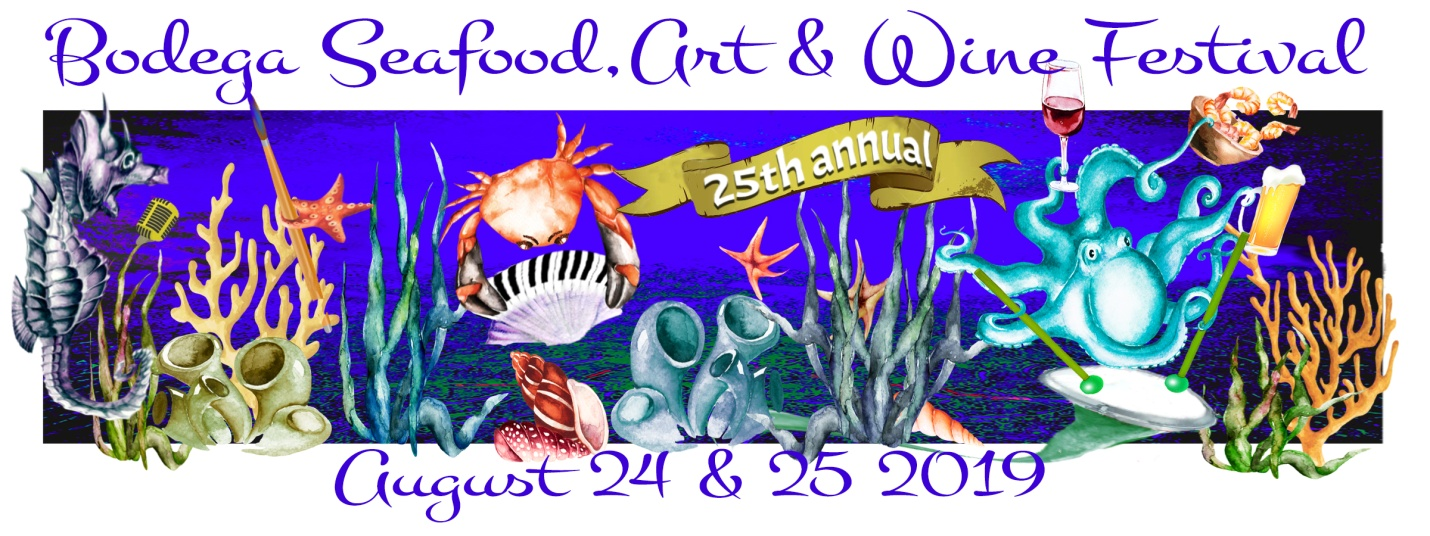 Bodega Seafood, Art & Wine Festival
25th annual
August 24 & 25 2019